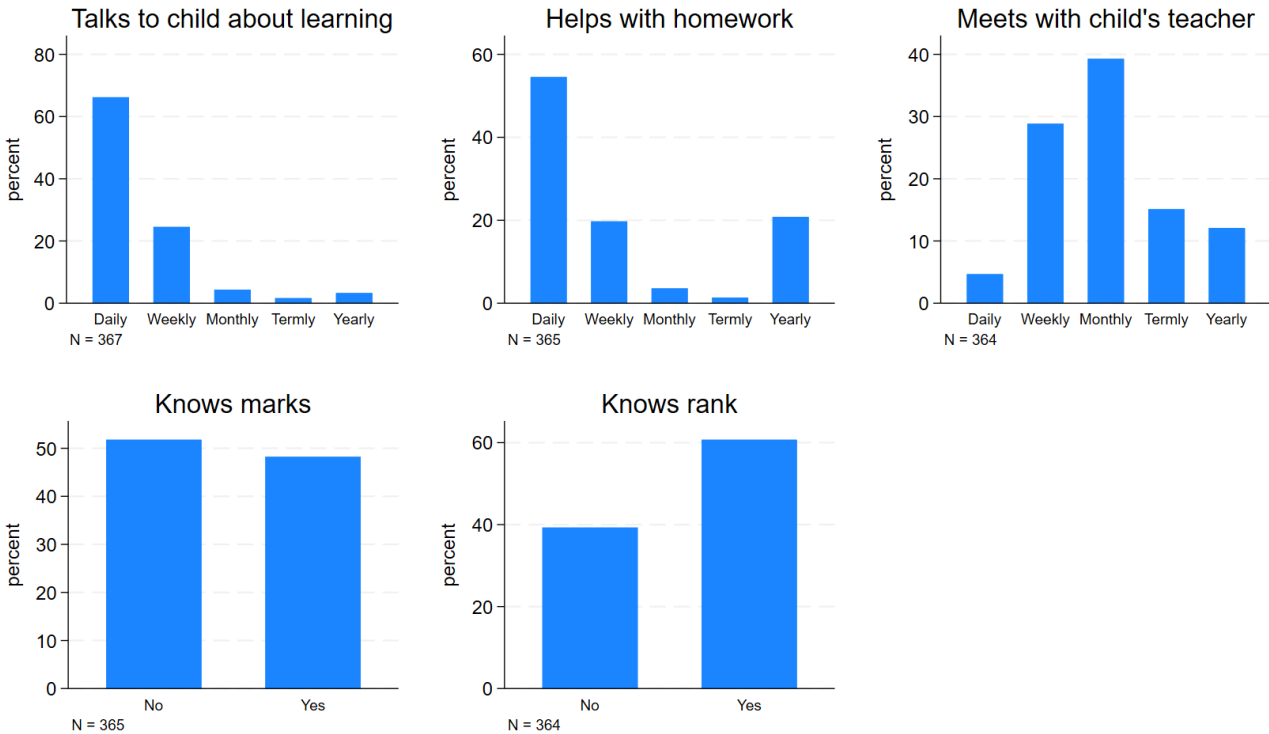 Talks to child about learning
percent
80
60
40
20
0
Daily Weekly Monthly Termly Yearly
N = 367
Helps with homework
percent
60
40
20
0
Daily Weekly Monthly Termly Yearly
N = 365
Meets with child's teacher
percent
40
30
20
10
0
Daily Weekly Monthly Termly Yearly
N = 364
Knows marks
percent
50
40
30
20
10
0
No Yes
N = 365
Knows rank
percent
60
40
20
0
No Yes
N = 364